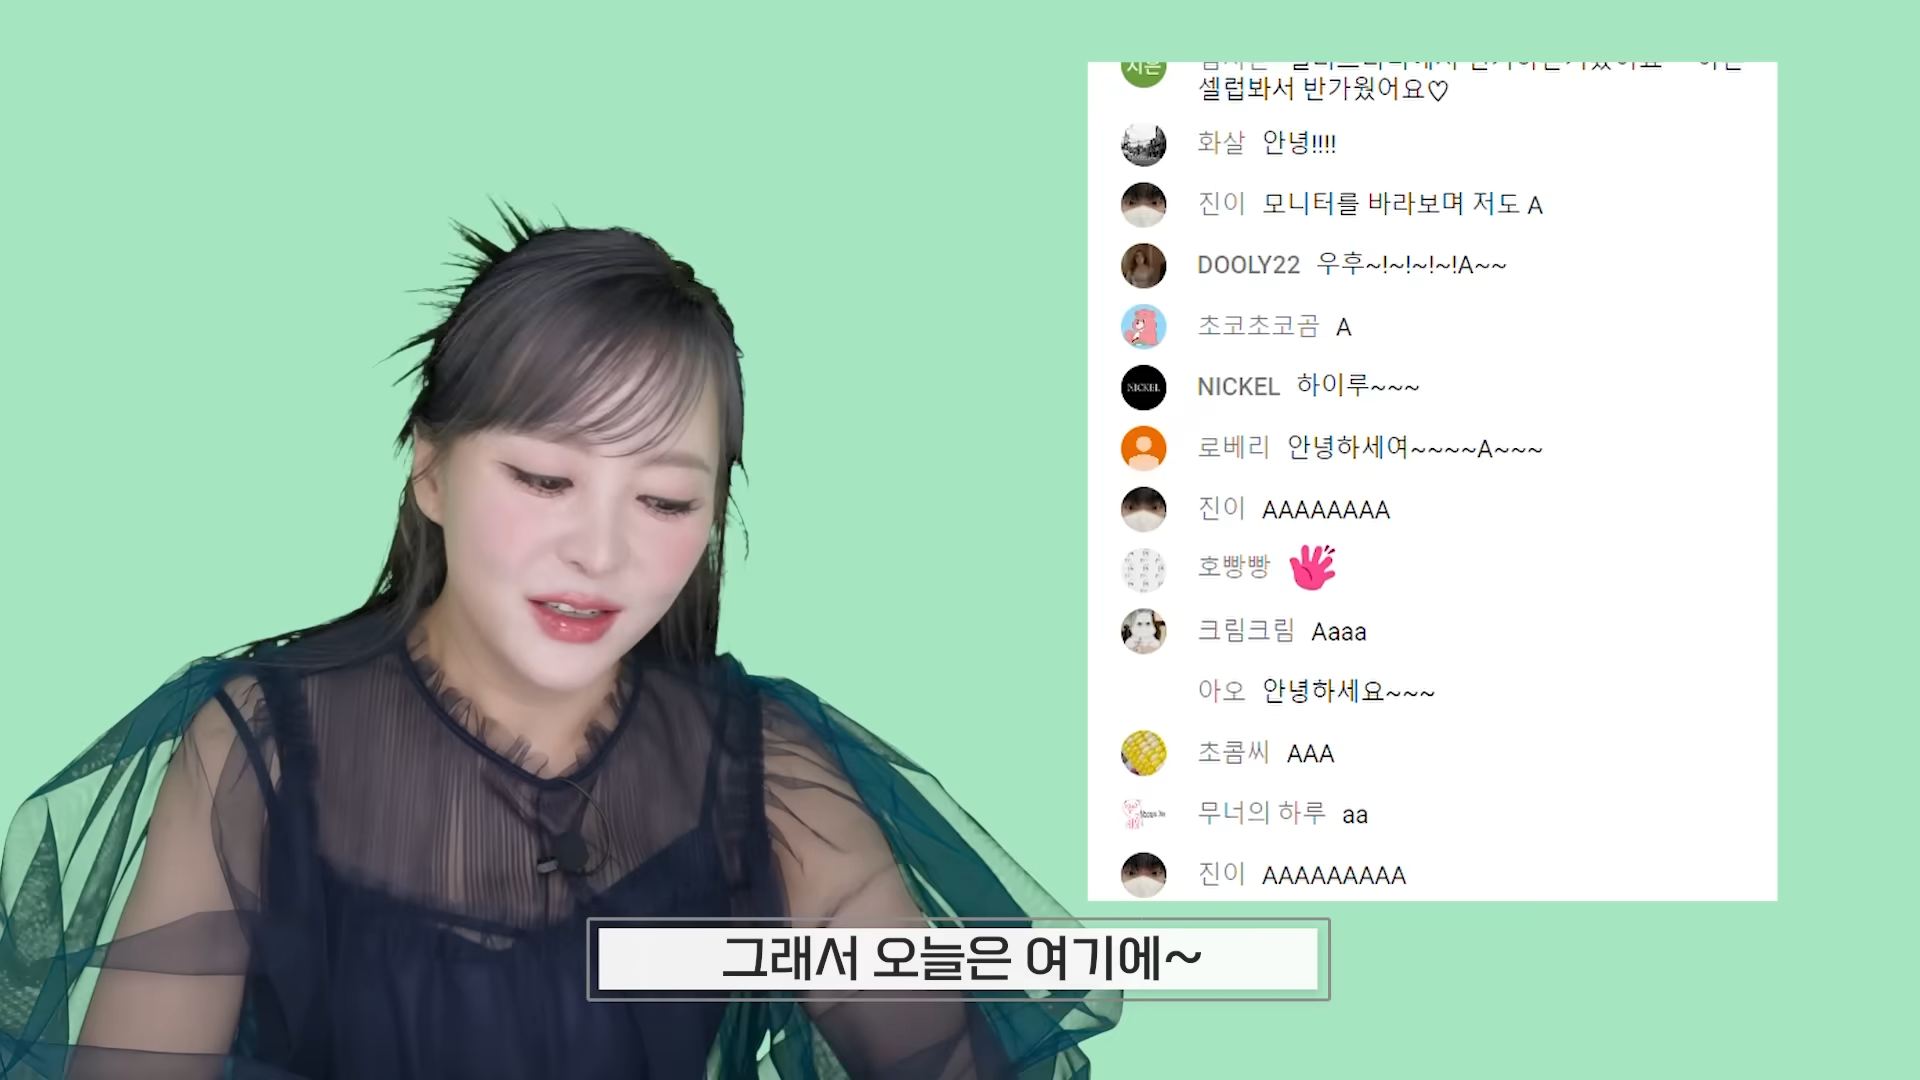 셀럽봐서 반가웠어요♡
화살 안녕!!!!
진이 모니터를 바라보며 저도 A
DOOLY22 우후~!~!~!~!A~~
초코초코곰 A
NICKEL
NICKEL 하이루~~~
로베리 안녕하세여~~~~A~~~
진이 AAAAAAAA
호빵빵
크림크림 Aaaa
아오 안녕하세요~~~
초콤씨 AAA
무너의 하루 aa
진이 AAAAAAAAA
그래서 오늘은 여기에~